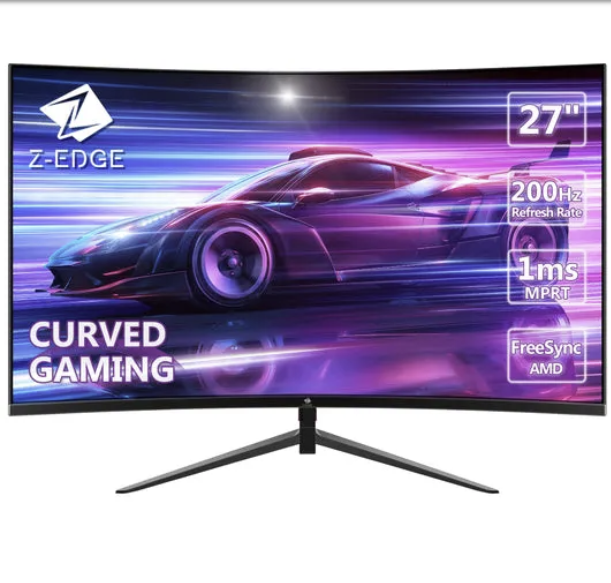 Z-EDGE
27"
200Hz
Refresh Rate
1ms
MPRT
FreeSync
AMD
CURVED
GAMING